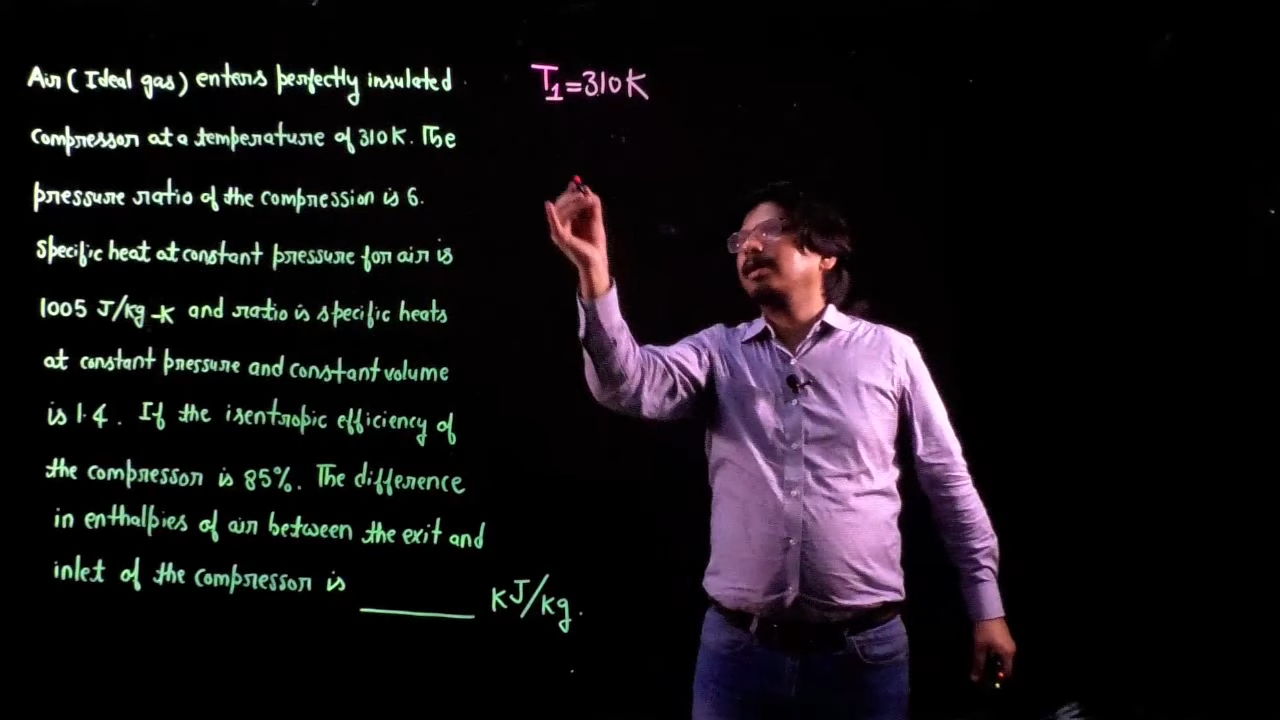 Air (Ideal gas) enters perfectly insulated
compressor at a temperature of 310 K. The
pressure ratio of the compression is 6.
Specific heat at constant pressure for air is
1005 J/kg-K and ratio is specific heats
at constant pressure and constant volume
is 1.4. If the isentropic efficiency of
the compressor is 85%. The difference
in enthalpies of air between the exit and
inlet of the compressor is ______ kJ/kg.
T1=310K